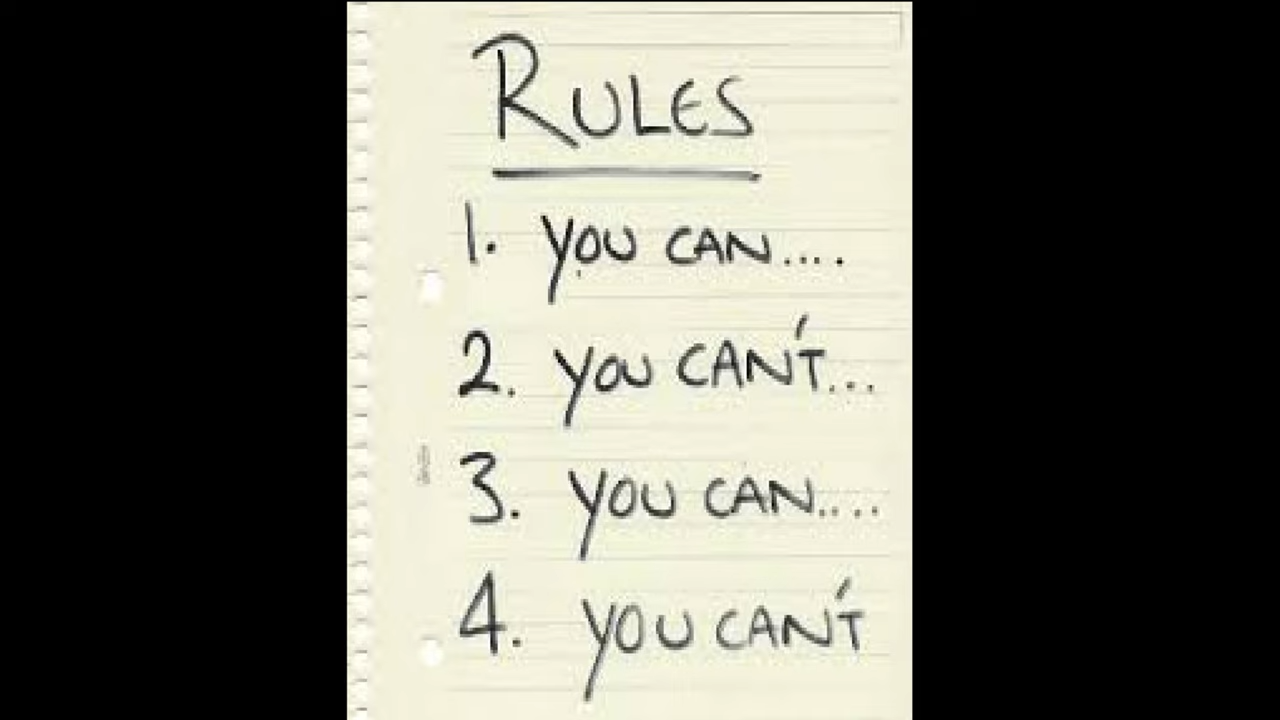 RULES
1. YOU CAN....
2. YOU CAN'T...
3. YOU CAN....
4. YOU CAN'T